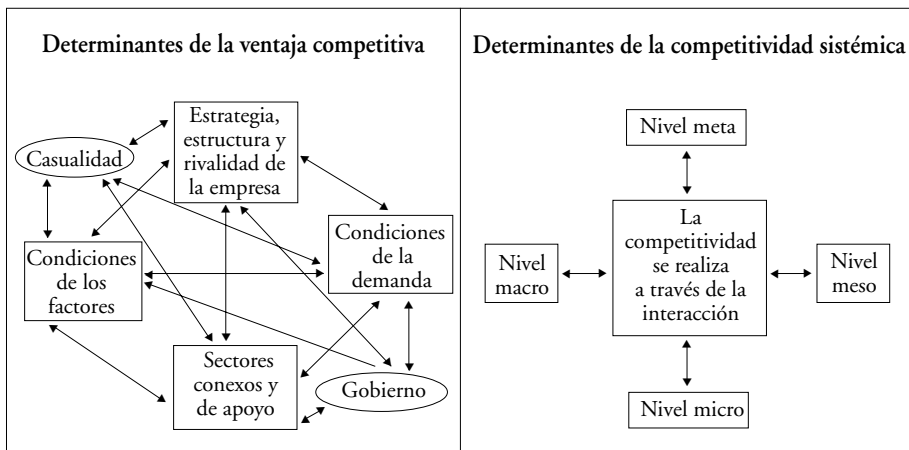 Determinantes de la ventaja competitiva
Estrategia,
estructura y
rivalidad de
la empresa
Casualidad
Condiciones
de la
demanda
Condiciones
de los
factores
Sectores
conexos y
de apoyo
Gobierno
Determinantes de la competitividad sistémica
Nivel meta
La
competitividad
se realiza
a través de la
interacción
Nivel
macro
Nivel
meso
Nivel micro